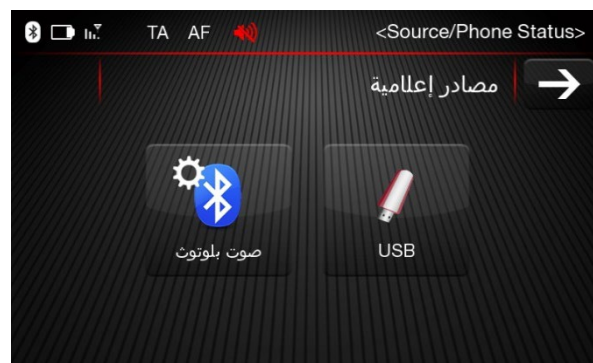 TA AF <Source/Phone Status>
مصادر إعلامية
USB
صوت بلوتوث